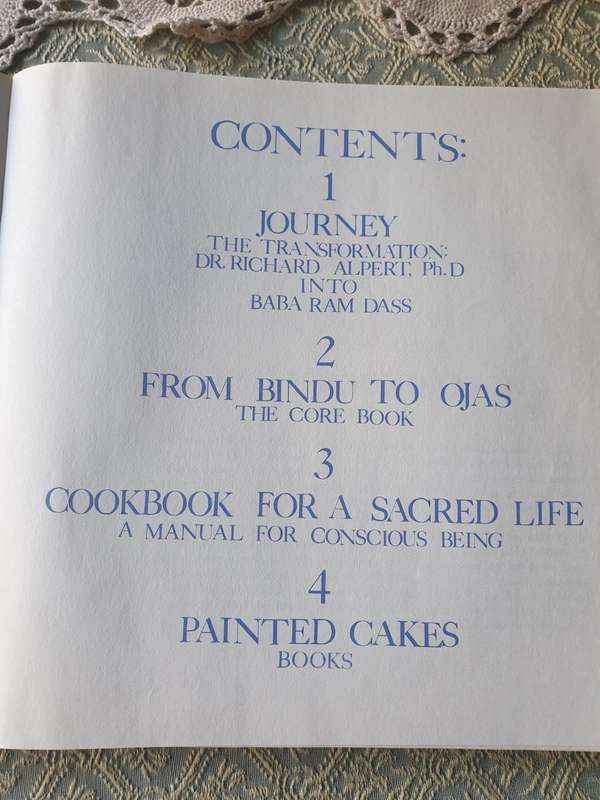 CONTENTS:
1
JOURNEY
THE TRANSFORMATION:
DR. RICHARD ALPERT, Ph.D
INTO
BABA RAM DASS
2
FROM BINDU TO OJAS
THE CORE BOOK
3
COOKBOOK FOR A SACRED LIFE
A MANUAL FOR CONSCIOUS BEING
4
PAINTED CAKES
BOOKS